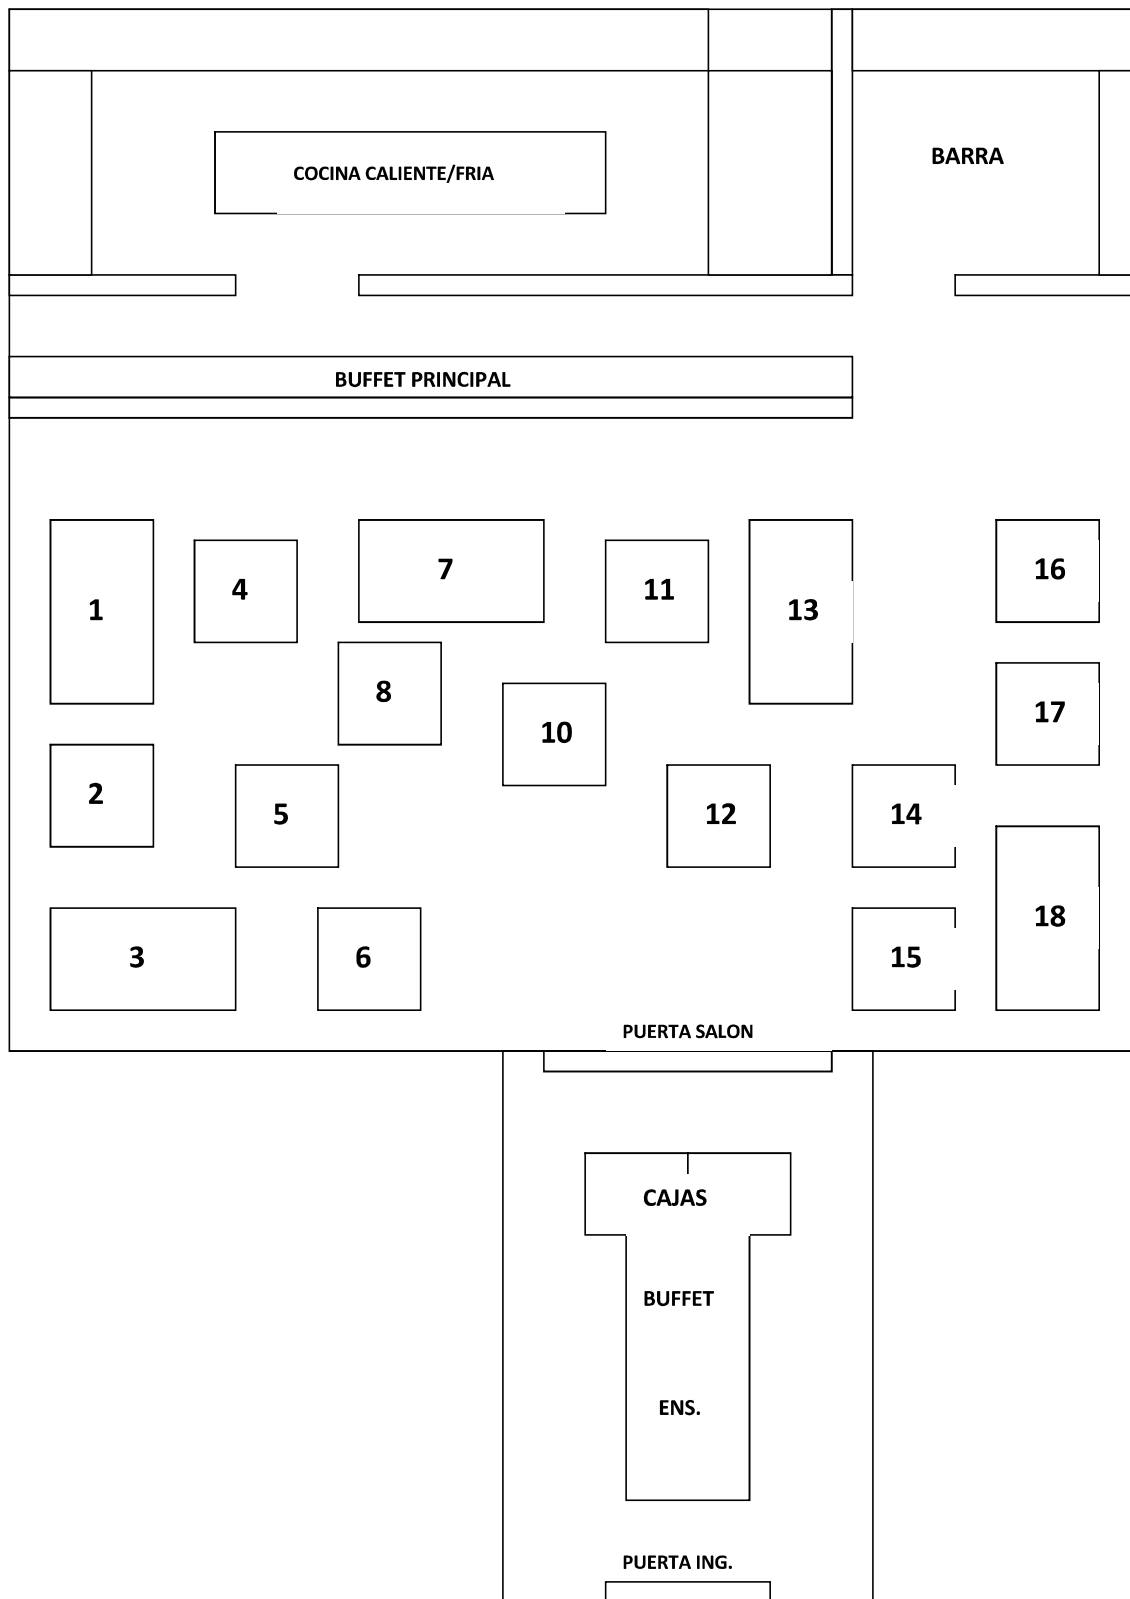 COCINA CALIENTE/FRIA
BARRA
BUFFET PRINCIPAL
1
4
7
11
13
16
8
10
17
2
5
12
14
18
3
6
15
PUERTA SALON
CAJAS
BUFFET
ENS.
PUERTA ING.